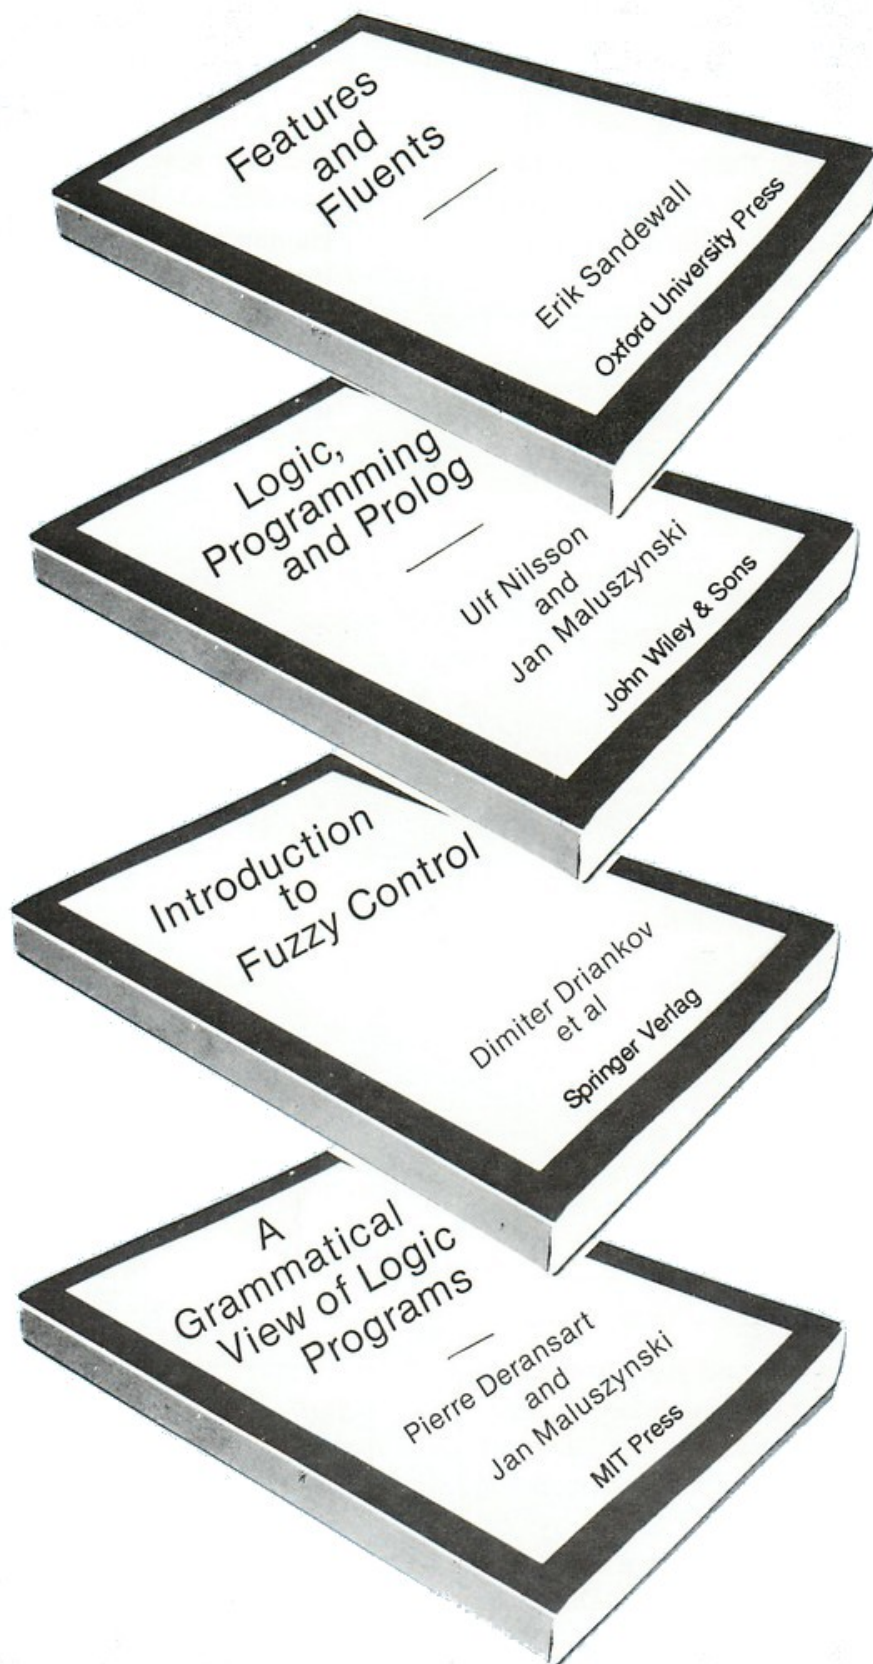 Features
and
Fluents
Erik Sandewall
Oxford University Press
Logic,
Programming
and Prolog
Ulf Nilsson
and
Jan Maluszynski
John Wiley & Sons
Introduction
to
Fuzzy Control
Dimiter Driankov
et al
Springer Verlag
A
Grammatical
View of Logic
Programs
Pierre Deransart
and
Jan Maluszynski
MIT Press